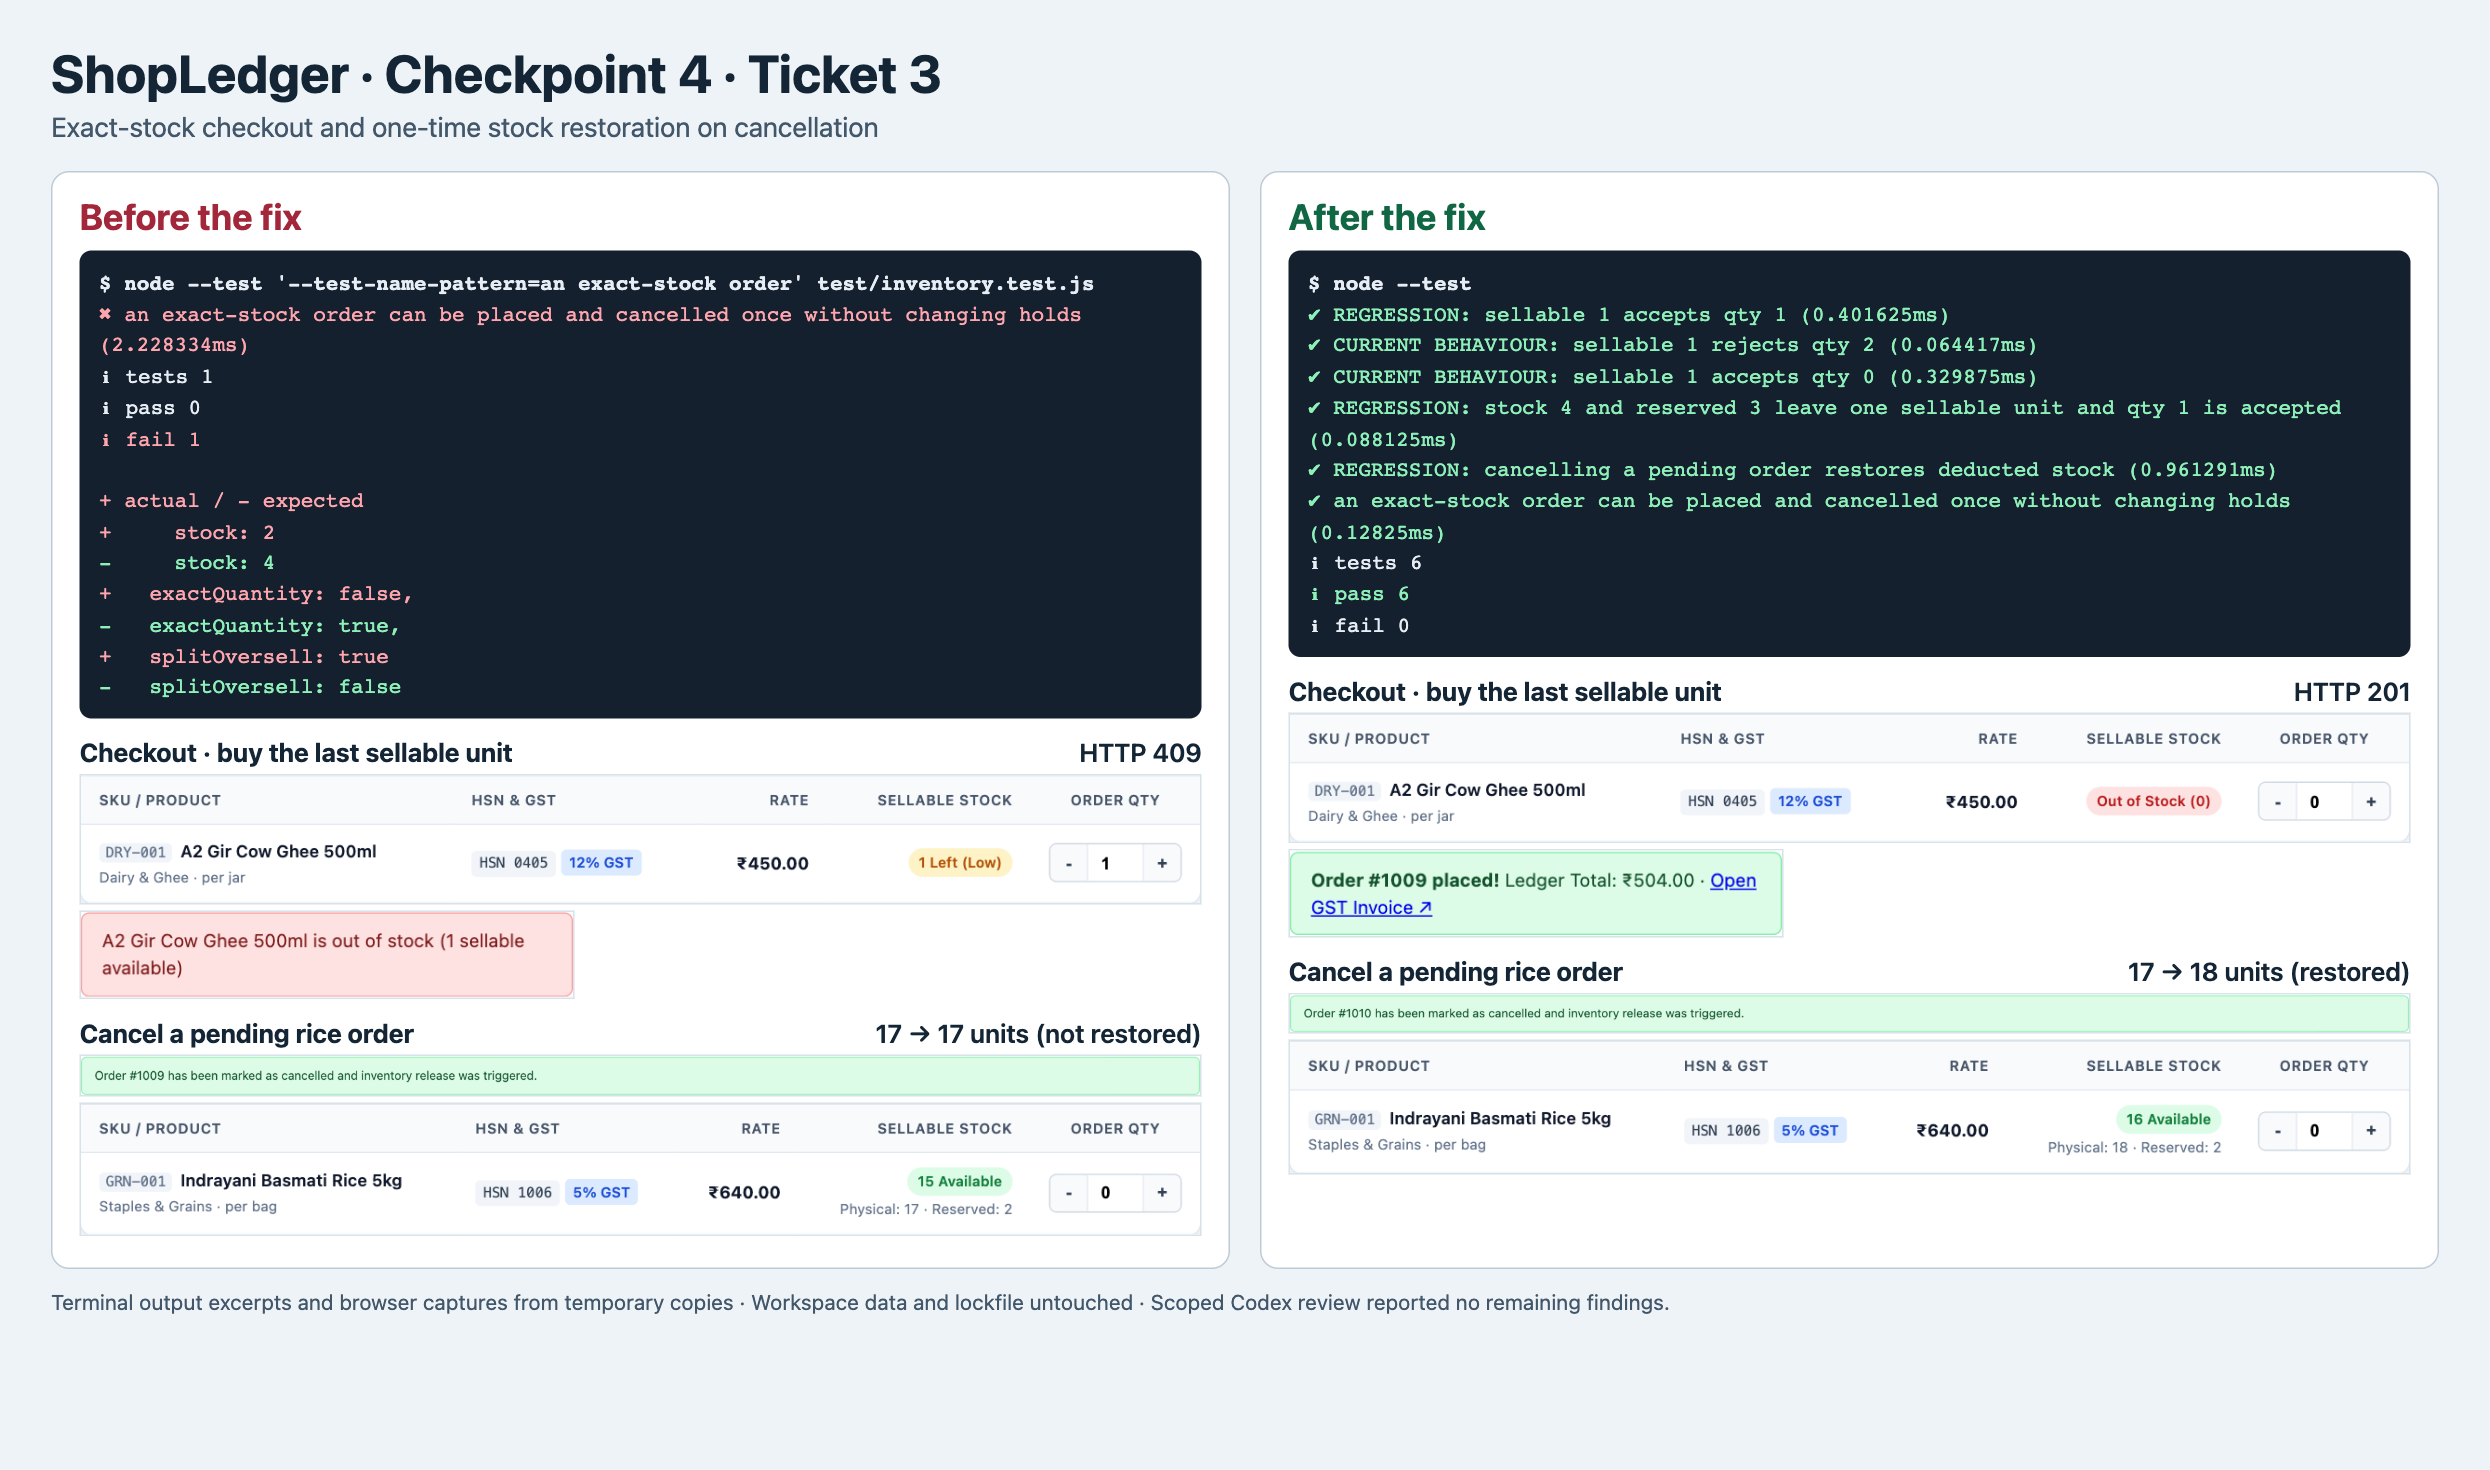 ShopLedger · Checkpoint 4 · Ticket 3
Exact-stock checkout and one-time stock restoration on cancellation
Before the fix
$ node --test '--test-name-pattern=an exact-stock order' test/inventory.test.js
✖ an exact-stock order can be placed and cancelled once without changing holds
(2.228334ms)
ℹ tests 1
ℹ pass 0
ℹ fail 1
+ actual / - expected
+     stock: 2
-     stock: 4
+   exactQuantity: false,
-   exactQuantity: true,
+   splitOversell: true
-   splitOversell: false
Checkout · buy the last sellable unit HTTP 409
SKU / PRODUCT HSN & GST RATE SELLABLE STOCK ORDER QTY
DRY-001 A2 Gir Cow Ghee 500ml HSN 0405 12% GST ₹450.00 1 Left (Low) - 1 +
Dairy & Ghee · per jar
A2 Gir Cow Ghee 500ml is out of stock (1 sellable
available)
Cancel a pending rice order 17 → 17 units (not restored)
Order #1009 has been marked as cancelled and inventory release was triggered.
SKU / PRODUCT HSN & GST RATE SELLABLE STOCK ORDER QTY
GRN-001 Indrayani Basmati Rice 5kg HSN 1006 5% GST ₹640.00 15 Available - 0 +
Staples & Grains · per bag Physical: 17 · Reserved: 2
After the fix
$ node --test
✔ REGRESSION: sellable 1 accepts qty 1 (0.401625ms)
✔ CURRENT BEHAVIOUR: sellable 1 rejects qty 2 (0.064417ms)
✔ CURRENT BEHAVIOUR: sellable 1 accepts qty 0 (0.329875ms)
✔ REGRESSION: stock 4 and reserved 3 leave one sellable unit and qty 1 is accepted
(0.088125ms)
✔ REGRESSION: cancelling a pending order restores deducted stock (0.961291ms)
✔ an exact-stock order can be placed and cancelled once without changing holds
(0.12825ms)
ℹ tests 6
ℹ pass 6
ℹ fail 0
Checkout · buy the last sellable unit HTTP 201
SKU / PRODUCT HSN & GST RATE SELLABLE STOCK ORDER QTY
DRY-001 A2 Gir Cow Ghee 500ml HSN 0405 12% GST ₹450.00 Out of Stock (0) - 0 +
Dairy & Ghee · per jar
Order #1009 placed! Ledger Total: ₹504.00 · Open
GST Invoice ↗
Cancel a pending rice order 17 → 18 units (restored)
Order #1010 has been marked as cancelled and inventory release was triggered.
SKU / PRODUCT HSN & GST RATE SELLABLE STOCK ORDER QTY
GRN-001 Indrayani Basmati Rice 5kg HSN 1006 5% GST ₹640.00 16 Available - 0 +
Staples & Grains · per bag Physical: 18 · Reserved: 2
Terminal output excerpts and browser captures from temporary copies · Workspace data and lockfile untouched · Scoped Codex review reported no remaining findings.